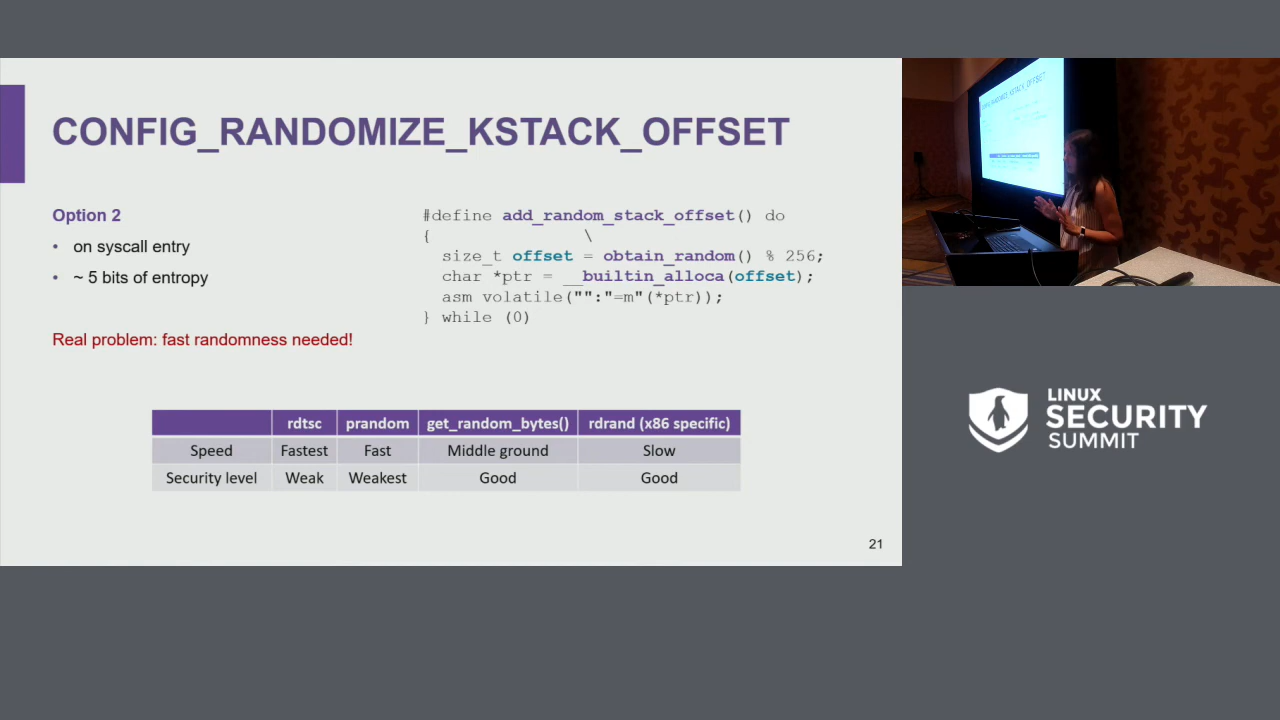 CONFIG_RANDOMIZE_KSTACK_OFFSET
Option 2
• on syscall entry
• ~ 5 bits of entropy
Real problem: fast randomness needed!
#define add_random_stack_offset() do
{ \
size_t offset = obtain_random() % 256;
char *ptr = __builtin_alloca(offset);
asm volatile("":"=m"(*ptr));
} while (0)
rdtsc prandom get_random_bytes() rdrand (x86 specific)
Speed Fastest Fast Middle ground Slow
Security level Weak Weakest Good Good
21
LINUX
SECURITY
SUMMIT